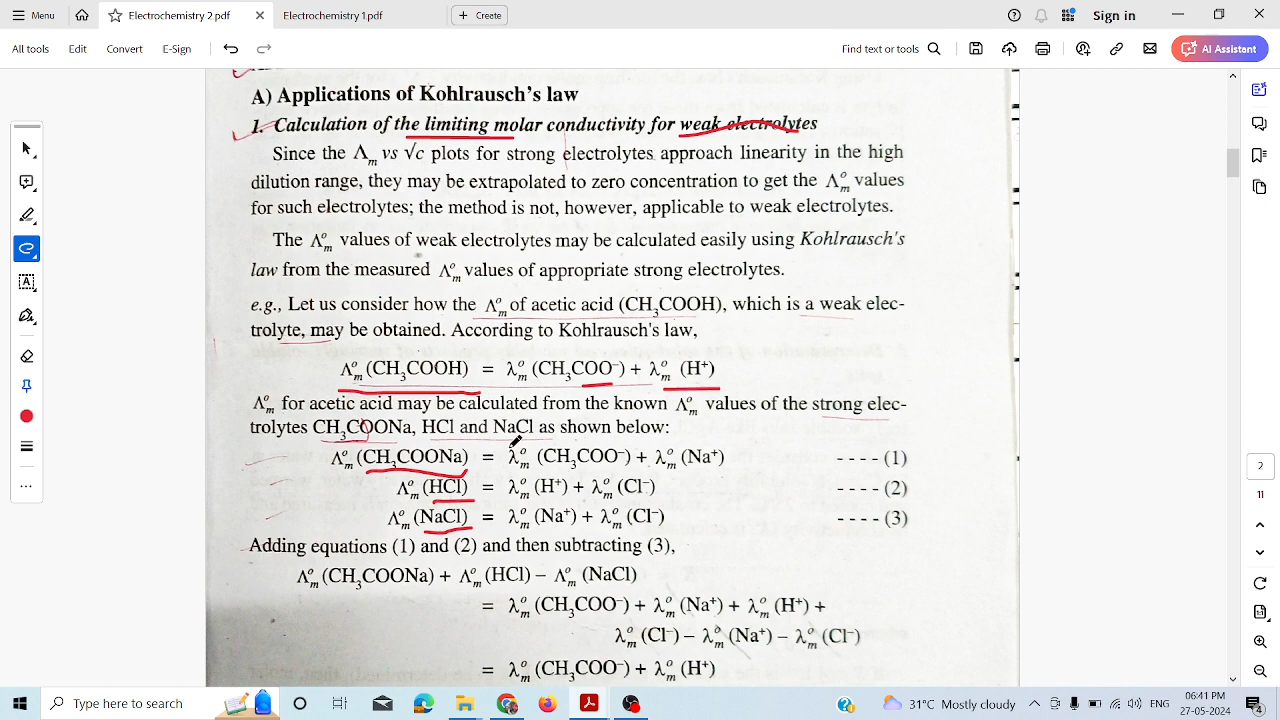 Menu
Electrochemistry 2.pdf
Electrochemistry 1.pdf
Create
Sign in
All tools Edit Convert E-Sign
Find text or tools
AI Assistant
A) Applications of Kohlrausch's law
1. Calculation of the limiting molar conductivity for weak electrolytes
Since the Λₘ vs √c plots for strong electrolytes approach linearity in the high
dilution range, they may be extrapolated to zero concentration to get the Λ°ₘ values
for such electrolytes; the method is not, however, applicable to weak electrolytes.
The Λ°ₘ values of weak electrolytes may be calculated easily using Kohlrausch's
law from the measured Λ°ₘ values of appropriate strong electrolytes.
e.g., Let us consider how the Λ°ₘ of acetic acid (CH₃COOH), which is a weak elec-
trolyte, may be obtained. According to Kohlrausch's law,
Λ°ₘ(CH₃COOH) = λ°ₘ (CH₃COO⁻) + λ°ₘ (H⁺)
Λ°ₘ for acetic acid may be calculated from the known Λ°ₘ values of the strong elec-
trolytes CH₃COONa, HCl and NaCl as shown below:
Λ°ₘ(CH₃COONa) = λ°ₘ (CH₃COO⁻) + λ°ₘ (Na⁺) ----(1)
Λ°ₘ(HCl) = λ°ₘ (H⁺) + λ°ₘ (Cl⁻) ----(2)
Λ°ₘ(NaCl) = λ°ₘ (Na⁺) + λ°ₘ (Cl⁻) ----(3)
Adding equations (1) and (2) and then subtracting (3),
Λ°ₘ(CH₃COONa) + Λ°ₘ(HCl) – Λ°ₘ (NaCl)
= λ°ₘ (CH₃COO⁻) + λ°ₘ (Na⁺) + λ°ₘ (H⁺) +
λ°ₘ (Cl⁻) – λ°ₘ (Na⁺) – λ°ₘ (Cl⁻)
= λ°ₘ (CH₃COO⁻) + λ°ₘ (H⁺)
2
11
Type here to search
31°C Mostly cloudy
ENG
06:41 PM
27-05-2024
4